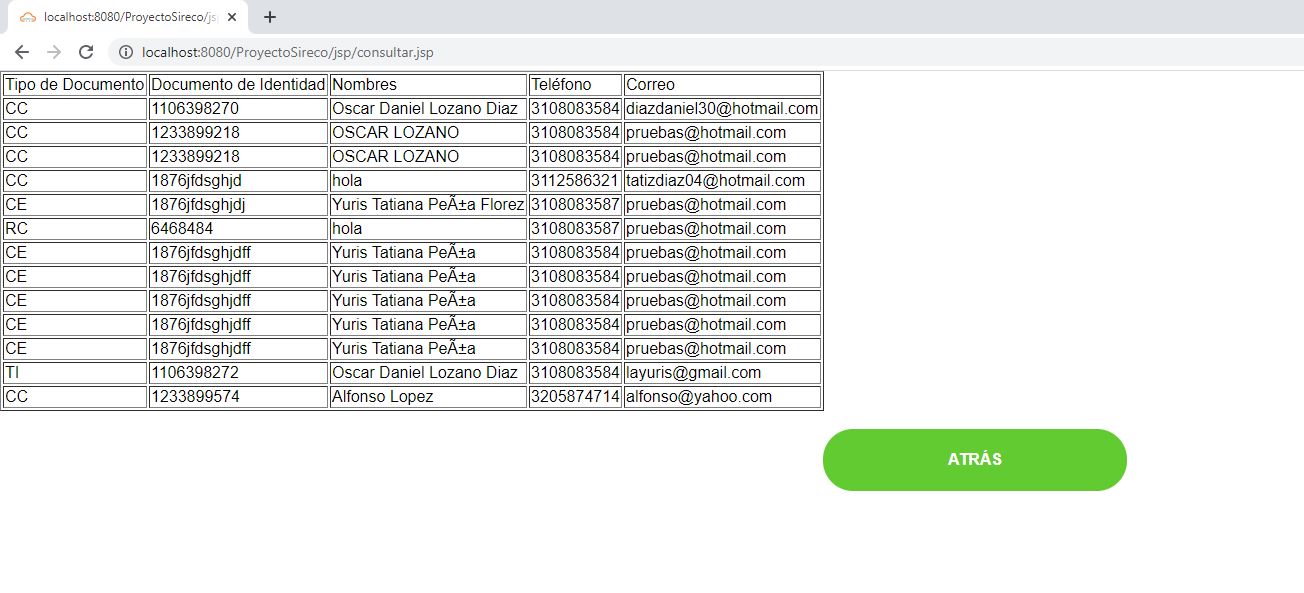 localhost:8080/ProyectoSireco/js
localhost:8080/ProyectoSireco/jsp/consultar.jsp
Tipo de Documento Documento de Identidad Nombres Teléfono Correo
CC 1106398270 Oscar Daniel Lozano Diaz 3108083584 diazdaniel30@hotmail.com
CC 1233899218 OSCAR LOZANO 3108083584 pruebas@hotmail.com
CC 1233899218 OSCAR LOZANO 3108083584 pruebas@hotmail.com
CC 1876jfdsghjd hola 3112586321 tatizdiaz04@hotmail.com
CE 1876jfdsghjdj Yuris Tatiana PeÃ±a Florez 3108083587 pruebas@hotmail.com
RC 6468484 hola 3108083587 pruebas@hotmail.com
CE 1876jfdsghjdff Yuris Tatiana PeÃ±a 3108083584 pruebas@hotmail.com
CE 1876jfdsghjdff Yuris Tatiana PeÃ±a 3108083584 pruebas@hotmail.com
CE 1876jfdsghjdff Yuris Tatiana PeÃ±a 3108083584 pruebas@hotmail.com
CE 1876jfdsghjdff Yuris Tatiana PeÃ±a 3108083584 pruebas@hotmail.com
CE 1876jfdsghjdff Yuris Tatiana PeÃ±a 3108083584 pruebas@hotmail.com
TI 1106398272 Oscar Daniel Lozano Diaz 3108083584 layuris@gmail.com
CC 1233899574 Alfonso Lopez 3205874714 alfonso@yahoo.com
ATRÁS